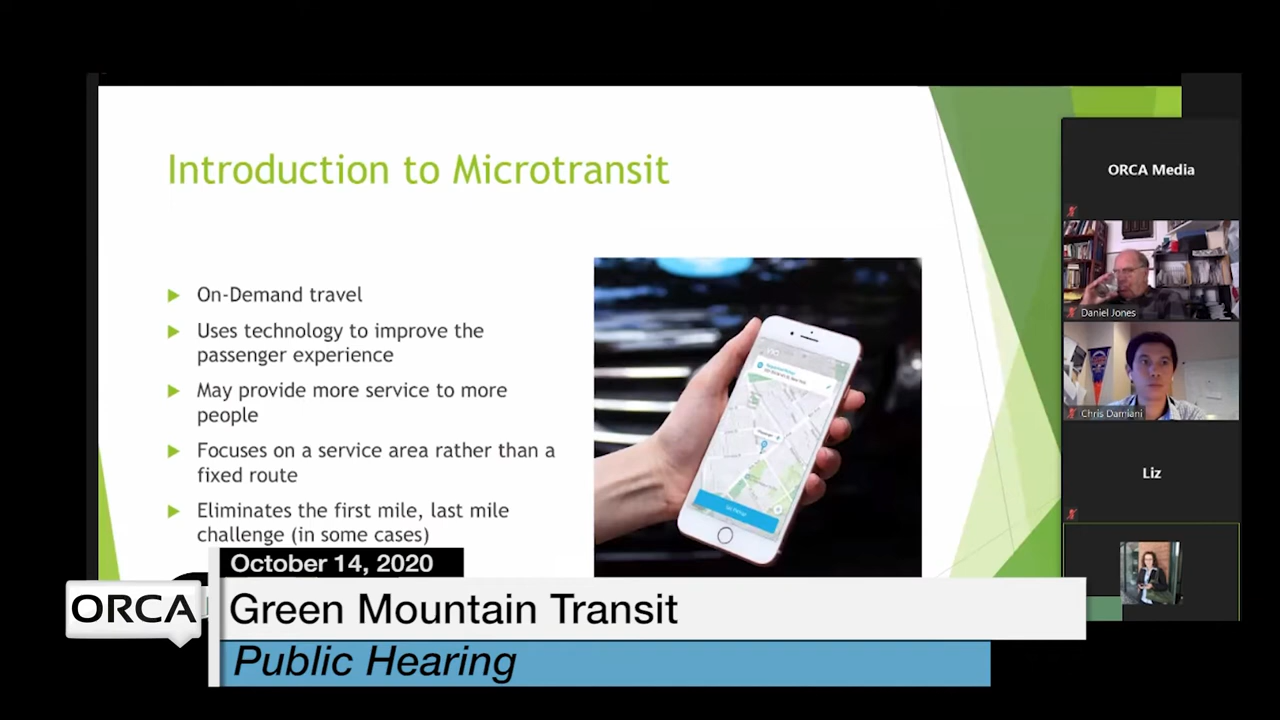 Introduction to Microtransit
On-Demand travel
Uses technology to improve the
passenger experience
May provide more service to more
people
Focuses on a service area rather than a
fixed route
Eliminates the first mile, last mile
challenge (in some cases)
ORCA Media
Daniel Jones
Chris Damiani
Liz
October 14, 2020
ORCA
Green Mountain Transit
Public Hearing